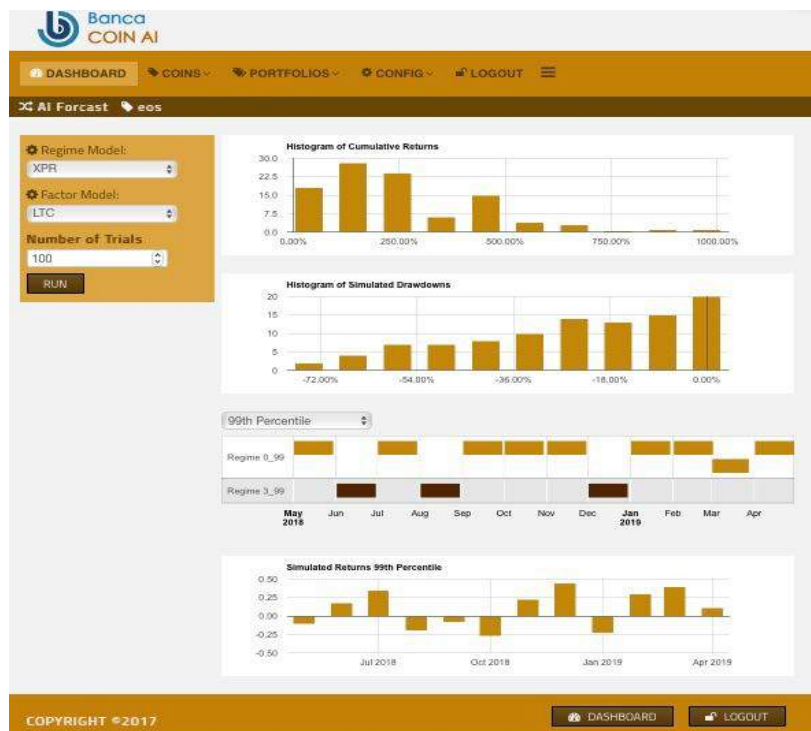 Banca
COIN AI
DASHBOARD COINS PORTFOLIOS CONFIG LOGOUT
AI Forcast eos
Regime Model:
XPR
Factor Model:
LTC
Number of Trials
100
RUN
Histogram of Cumulative Returns
30.0
22.5
15.0
7.5
0.0
0.00% 250.00% 500.00% 750.00% 1000.00%
Histogram of Simulated Drawdowns
20
15
10
5
0
-72.00% -54.00% -36.00% -18.00% 0.00%
99th Percentile
Regime 0_99
Regime 3_99
May Jun Jul Aug Sep Oct Nov Dec Jan Feb Mar Apr
2018 2019
Simulated Returns 99th Percentile
0.50
0.25
0.00
-0.25
-0.50
Jul 2018 Oct 2018 Jan 2019 Apr 2019
COPYRIGHT ©2017 DASHBOARD LOGOUT